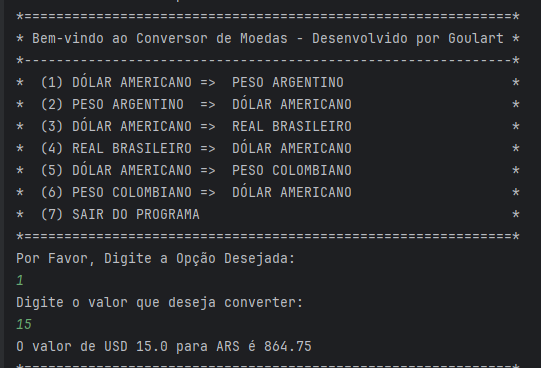 *=============================================================*
* Bem-vindo ao Conversor de Moedas - Desenvolvido por Goulart *
*-------------------------------------------------------------*
*  (1) DÓLAR AMERICANO =>  PESO ARGENTINO                     *
*  (2) PESO ARGENTINO  =>  DÓLAR AMERICANO                    *
*  (3) DÓLAR AMERICANO =>  REAL BRASILEIRO                    *
*  (4) REAL BRASILEIRO =>  DÓLAR AMERICANO                    *
*  (5) DÓLAR AMERICANO =>  PESO COLOMBIANO                    *
*  (6) PESO COLOMBIANO =>  DÓLAR AMERICANO                    *
*  (7) SAIR DO PROGRAMA                                       *
*=============================================================*
Por Favor, Digite a Opção Desejada:
1
Digite o valor que deseja converter:
15
O valor de USD 15.0 para ARS é 864.75
*=============================================================*